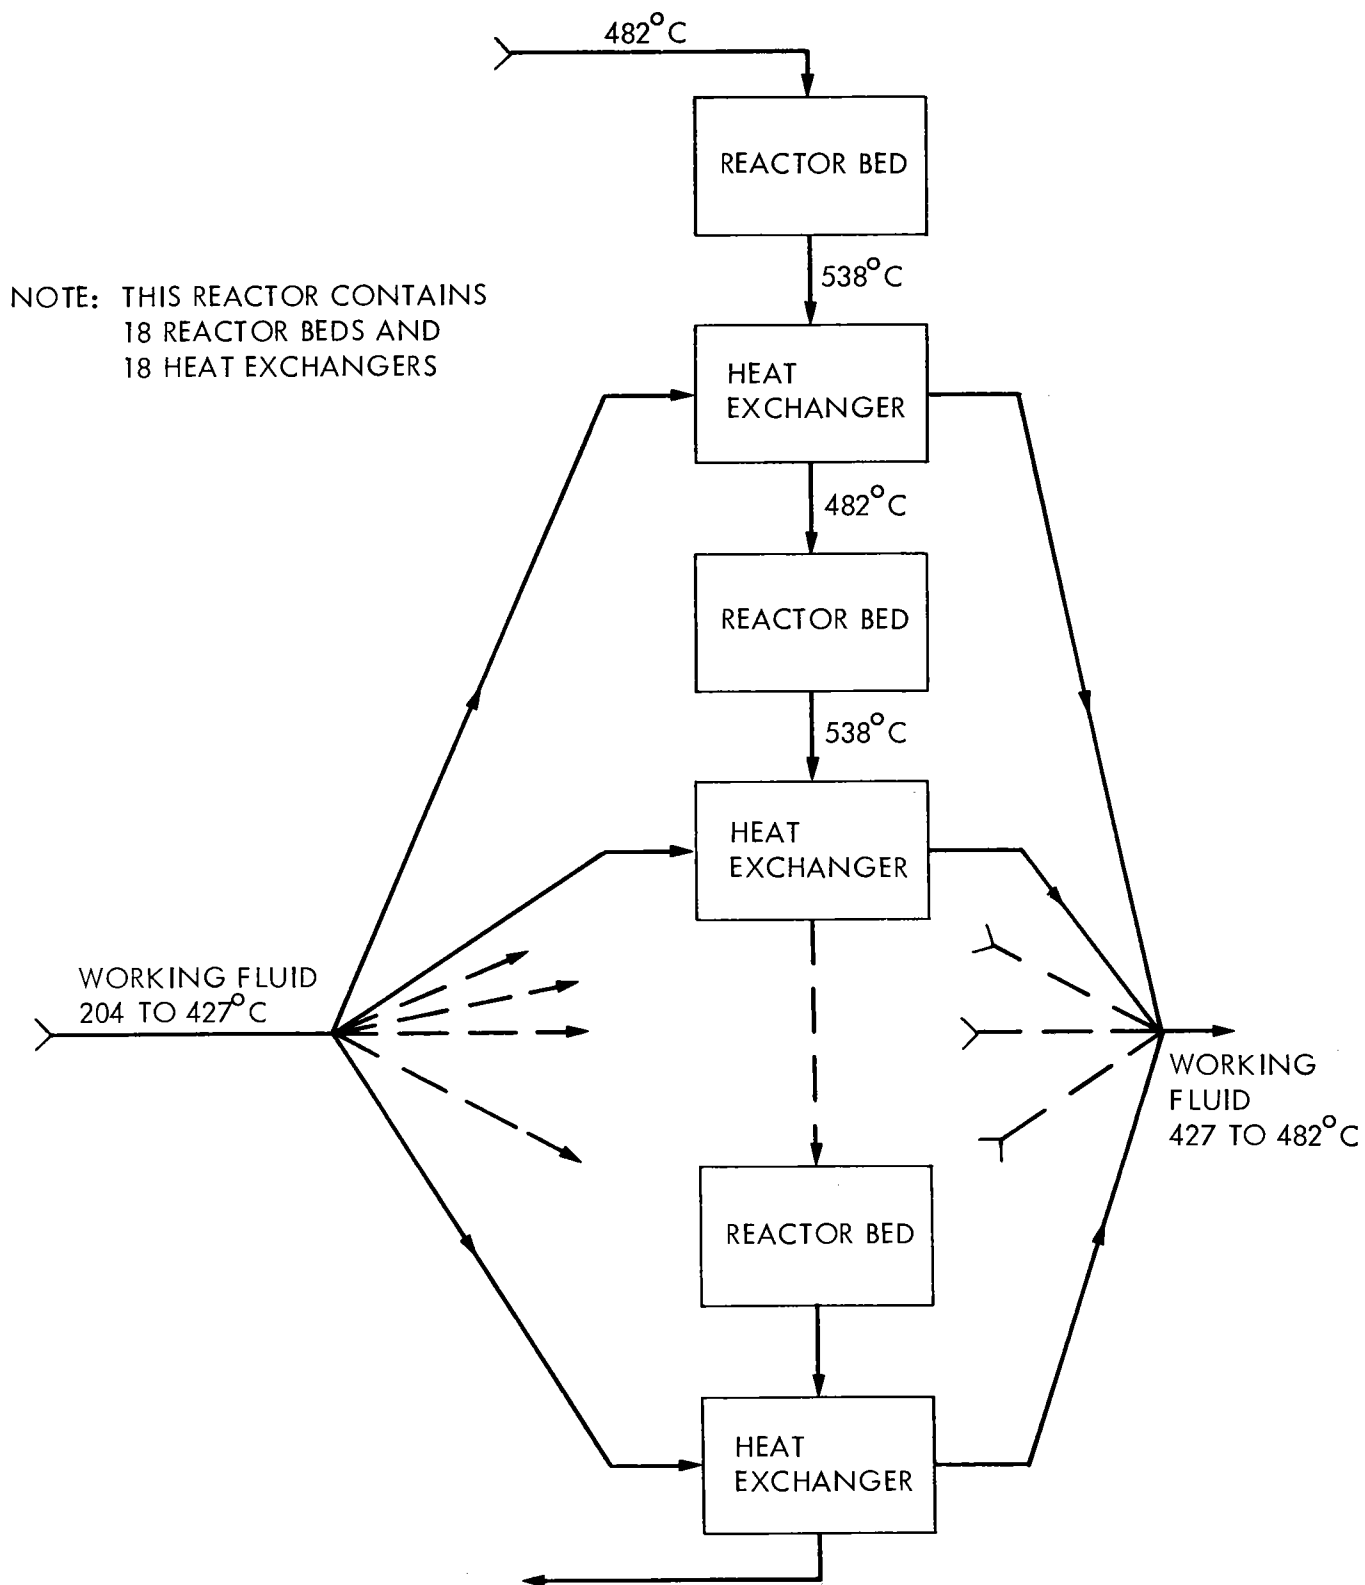 482°C
REACTOR BED
538°C
NOTE: THIS REACTOR CONTAINS
18 REACTOR BEDS AND
18 HEAT EXCHANGERS
HEAT
EXCHANGER
482°C
REACTOR BED
538°C
HEAT
EXCHANGER
WORKING FLUID
204 TO 427°C
WORKING
FLUID
427 TO 482°C
REACTOR BED
HEAT
EXCHANGER